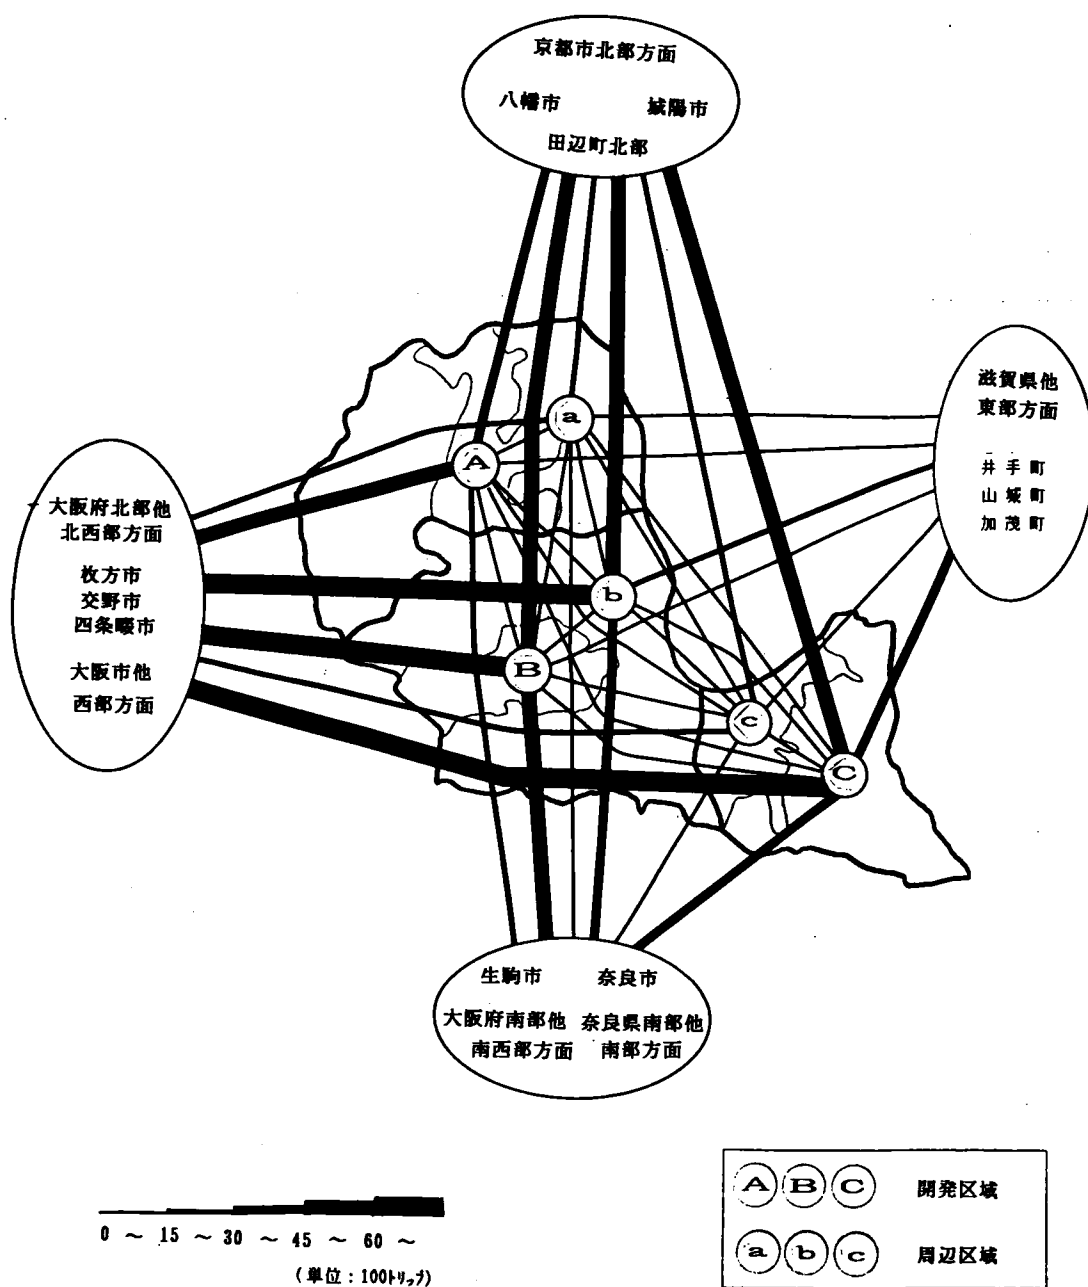 京都市北部方面
八幡市 城陽市
田辺町北部
滋賀県他
東部方面
井手町
山城町
加茂町
大阪府北部他
北西部方面
枚方市
交野市
四条畷市
大阪市他
西部方面
a
A
b
B
c
C
生駒市 奈良市
大阪府南部他 奈良県南部他
南西部方面 南部方面
0 ~ 15 ~ 30 ~ 45 ~ 60 ~
(単位:100トリップ)
A B C 開発区域
a b c 周辺区域